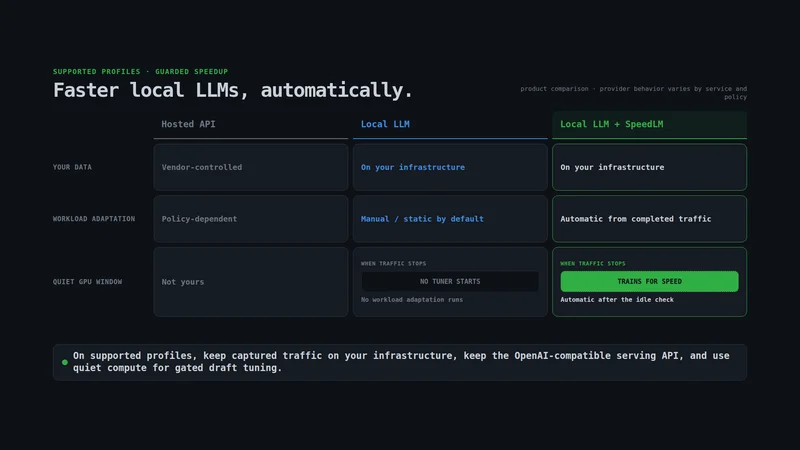 SUPPORTED PROFILES · GUARDED SPEEDUP
Faster local LLMs, automatically.
product comparison · provider behavior varies by service and
policy
Hosted API
Local LLM
Local LLM + SpeedLM
YOUR DATA
Vendor-controlled
On your infrastructure
On your infrastructure
WORKLOAD ADAPTATION
Policy-dependent
Manual / static by default
Automatic from completed traffic
QUIET GPU WINDOW
Not yours
WHEN TRAFFIC STOPS
NO TUNER STARTS
No workload adaptation runs
WHEN TRAFFIC STOPS
TRAINS FOR SPEED
Automatic after the idle check
On supported profiles, keep captured traffic on your infrastructure, keep the OpenAI-compatible serving API, and use
quiet compute for gated draft tuning.